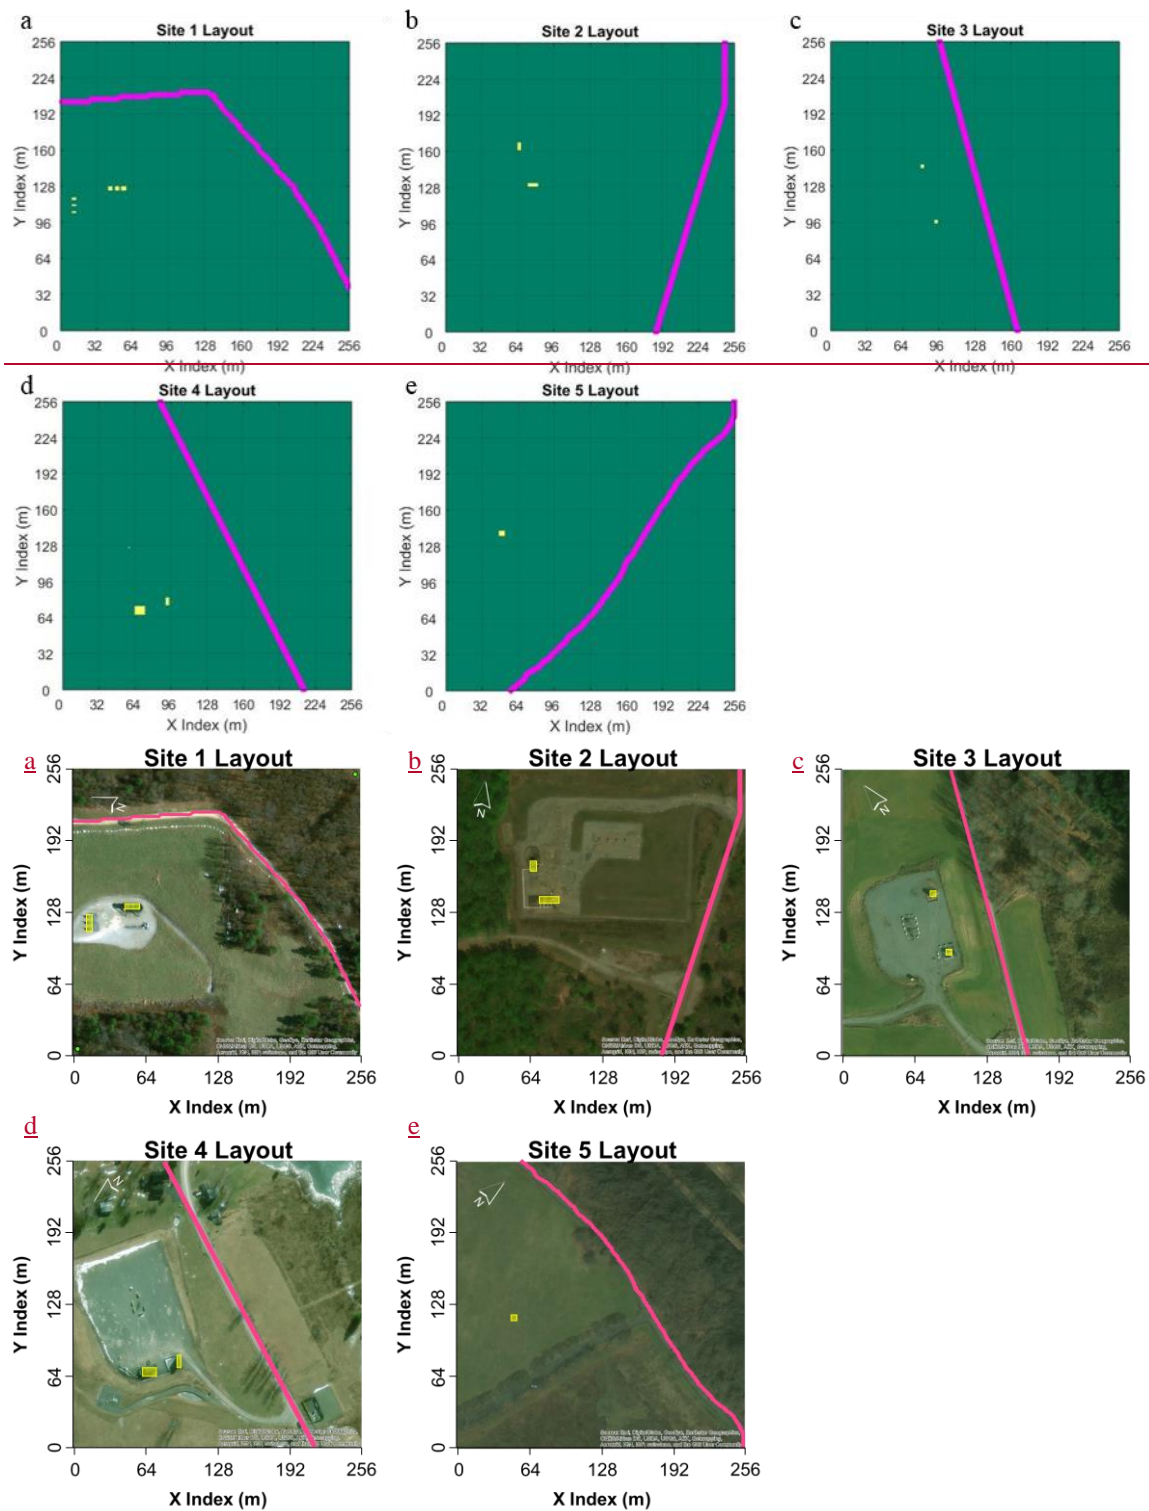 a
Site 1 Layout
256
224
192
160
128
96
64
32
0
Y Index (m)
0 32 64 96 128 160 192 224 256
X Index (m)
b
Site 2 Layout
256
224
192
160
128
96
64
32
0
Y Index (m)
0 32 64 96 128 160 192 224 256
X Index (m)
c
Site 3 Layout
256
224
192
160
128
96
64
32
0
Y Index (m)
0 32 64 96 128 160 192 224 256
X Index (m)
d
Site 4 Layout
256
224
192
160
128
96
64
32
0
Y Index (m)
0 32 64 96 128 160 192 224 256
X Index (m)
e
Site 5 Layout
256
224
192
160
128
96
64
32
0
Y Index (m)
0 32 64 96 128 160 192 224 256
X Index (m)
a
Site 1 Layout
256
192
128
64
0
Y Index (m)
N
0 64 128 192 256
X Index (m)
b
Site 2 Layout
256
192
128
64
0
Y Index (m)
N
0 64 128 192 256
X Index (m)
c
Site 3 Layout
256
192
128
64
0
Y Index (m)
N
0 64 128 192 256
X Index (m)
d
Site 4 Layout
256
192
128
64
0
Y Index (m)
N
0 64 128 192 256
X Index (m)
e
Site 5 Layout
256
192
128
64
0
Y Index (m)
N
0 64 128 192 256
X Index (m)